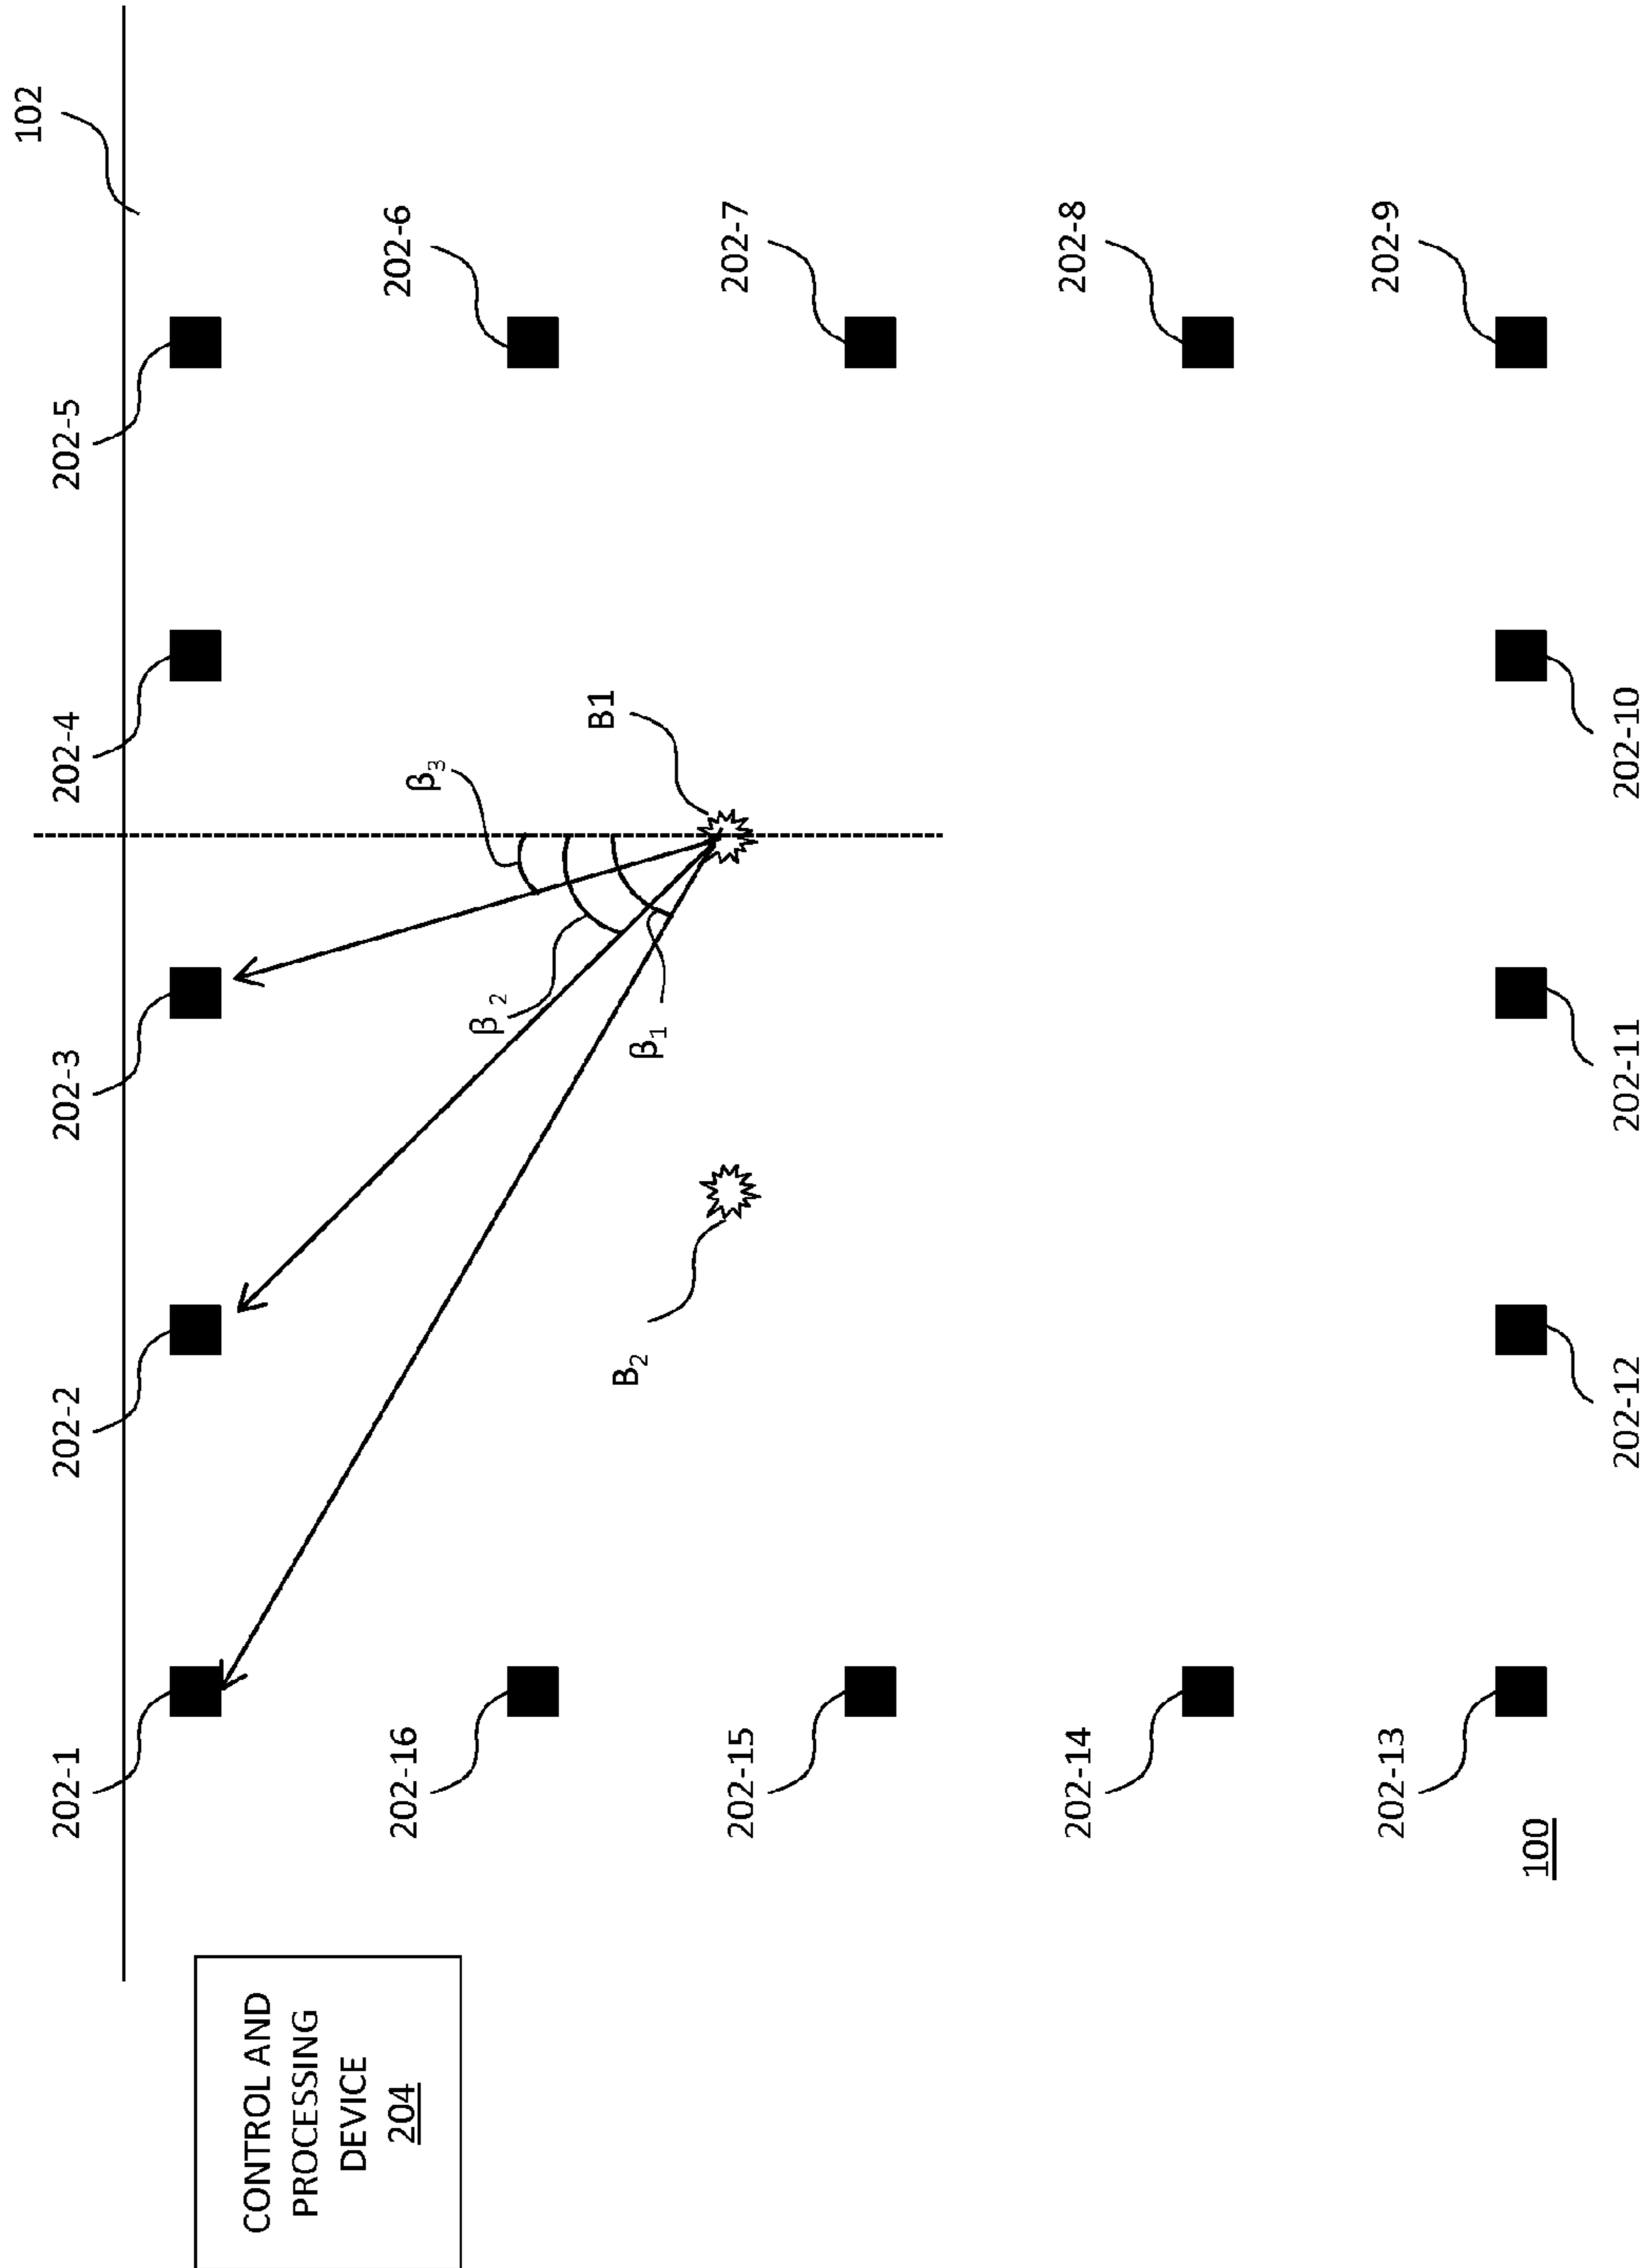 102
202-1
202-2
202-3
202-4
202-5
CONTROL AND
PROCESSING
DEVICE
204
202-16
β₃
202-6
β₂
B1
B₂
β₁
202-15
202-7
202-14
202-8
202-13
202-9
100
202-12
202-11
202-10